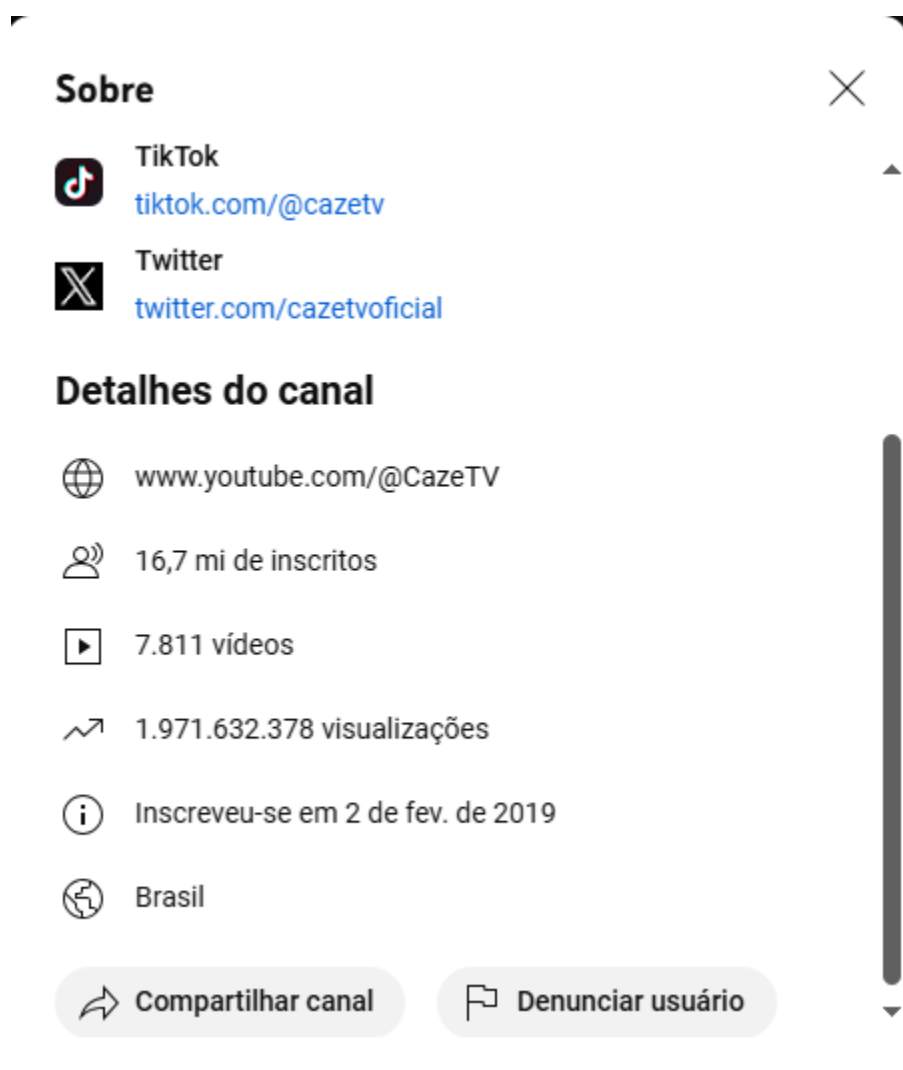 Sobre
TikTok
tiktok.com/@cazetv
Twitter
twitter.com/cazetvoficial
Detalhes do canal
www.youtube.com/@CazeTV
16,7 mi de inscritos
7.811 vídeos
1.971.632.378 visualizações
Inscreveu-se em 2 de fev. de 2019
Brasil
Compartilhar canal
Denunciar usuário